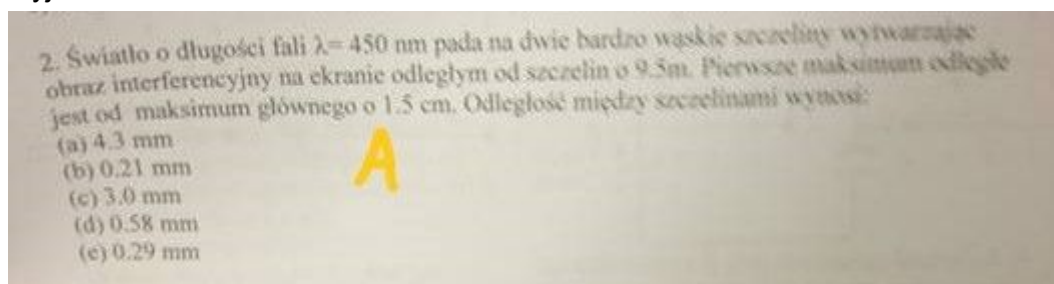 2. Światło o długości fali λ= 450 nm pada na dwie bardzo wąskie szczeliny wytwarzając
obraz interferencyjny na ekranie odległym od szczelin o 9.5m. Pierwsze maksimum odległe
jest od maksimum głównego o 1.5 cm. Odległość między szczelinami wynosi:
(a) 4.3 mm
(b) 0.21 mm
A
(c) 3.0 mm
(d) 0.58 mm
(e) 0.29 mm